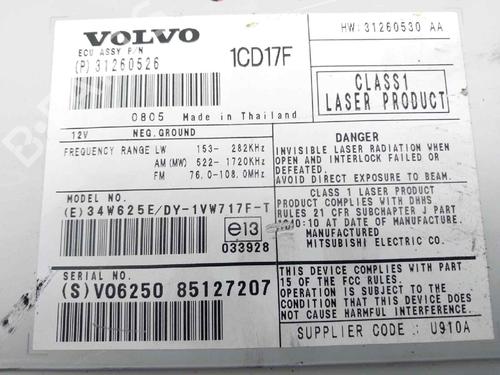 VOLVO
ECU ASSY P/N
(P) 31260526
1CD17F
HW: 31260530 AA
CLASS1
LASER PRODUCT
0805 Made in Thailand
12V NEG.GROUND
FREQUENCY RANGE LW 153- 282KHz
AM(MW) 522- 1720KHz
FM 76.0-108.0MHz
MODEL NO.
(E) 34W625E/DY-1VW717F-T
e13
033928
SERIAL NO.
(S) V06250 85127207
DANGER
INVISIBLE LASER RADIATION WHEN
OPEN AND INTERLOCK FAILED OR
DEFEATED.
AVOID DIRECT EXPOSURE TO BEAM.
CLASS 1 LASER PRODUCT
PRODUCT COMPLIES WITH DHHS
RULES 21 CFR SUBCHAPTER J PART
1040:10 AT DATE OF MANUFACTURE
MANUFACTURED
MITSUBISHI ELECTRIC CO.
THIS DEVICE COMPLIES WITH PART
15 OF THE FCC RULES.
OPERATION IS SUBJECT TO THE
CONDITION THAT THIS DEVICE DOES
NOT CAUSE HARMFUL INTERFERENCE.
SUPPLIER CODE: U910A